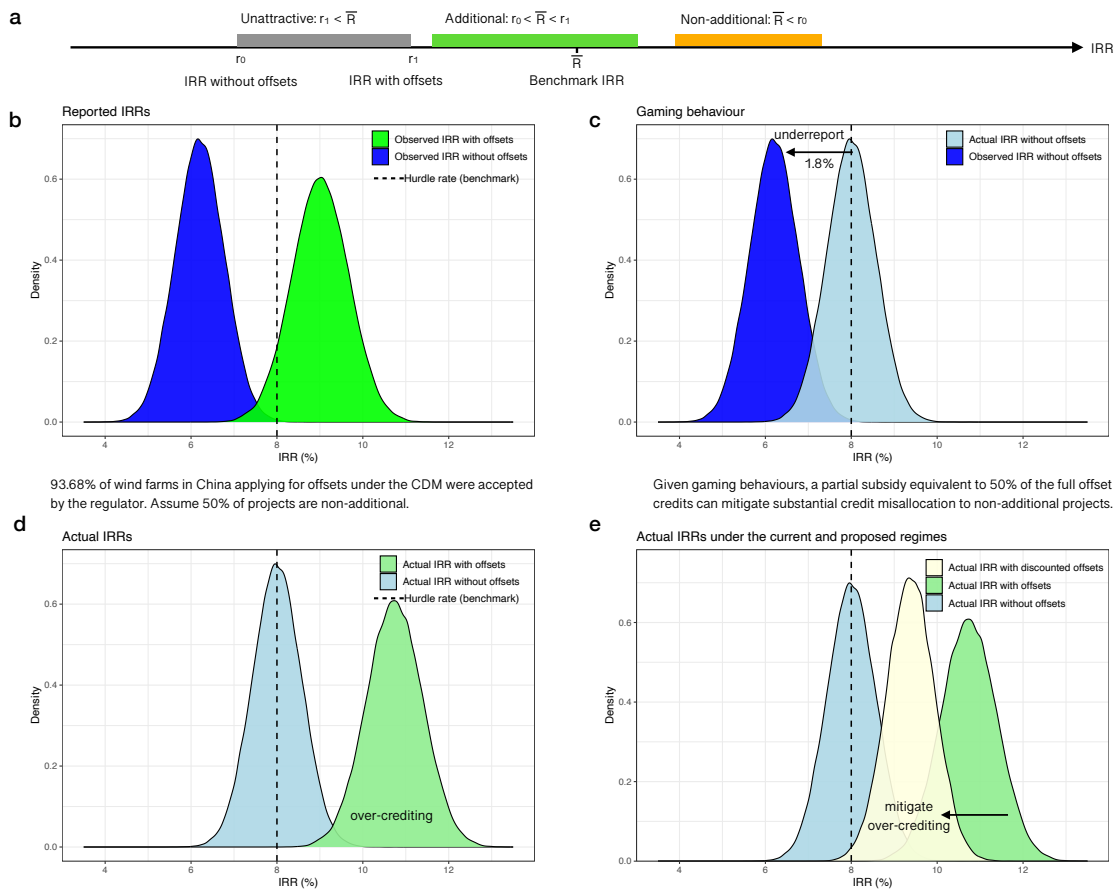 a
Unattractive: r₁ < R̅
Additional: r₀ < R̅ < r₁
Non-additional: R̅ < r₀
IRR
r₀
r₁
R̅
IRR without offsets
IRR with offsets
Benchmark IRR
b
Reported IRRs
Observed IRR with offsets
Observed IRR without offsets
Hurdle rate (benchmark)
Density
0.6
0.4
0.2
0.0
4 6 8 10 12
IRR (%)
c
Gaming behaviour
underreport
1.8%
Actual IRR without offsets
Observed IRR without offsets
Density
0.6
0.4
0.2
0.0
4 6 8 10 12
IRR (%)
93.68% of wind farms in China applying for offsets under the CDM were accepted
by the regulator. Assume 50% of projects are non-additional.
Given gaming behaviours, a partial subsidy equivalent to 50% of the full offset
credits can mitigate substantial credit misallocation to non-additional projects.
d
Actual IRRs
Actual IRR with offsets
Actual IRR without offsets
Hurdle rate (benchmark)
Density
0.6
0.4
0.2
0.0
over-crediting
4 6 8 10 12
IRR (%)
e
Actual IRRs under the current and proposed regimes
Actual IRR with discounted offsets
Actual IRR with offsets
Actual IRR without offsets
Density
0.6
0.4
0.2
0.0
mitigate
over-crediting
4 6 8 10 12
IRR (%)